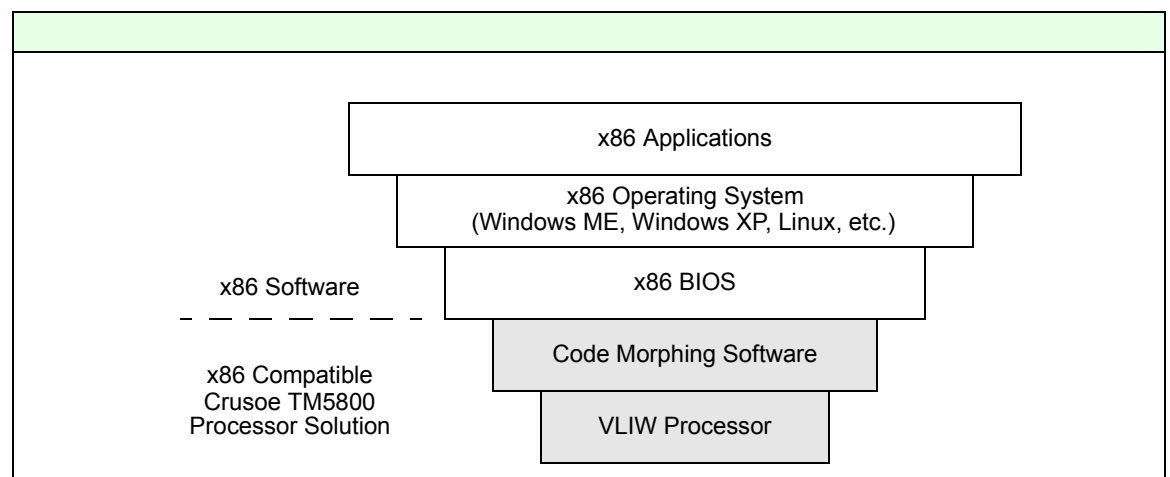 x86 Applications
x86 Operating System
(Windows ME, Windows XP, Linux, etc.)
x86 BIOS
x86 Software
Code Morphing Software
x86 Compatible
Crusoe TM5800
Processor Solution
VLIW Processor